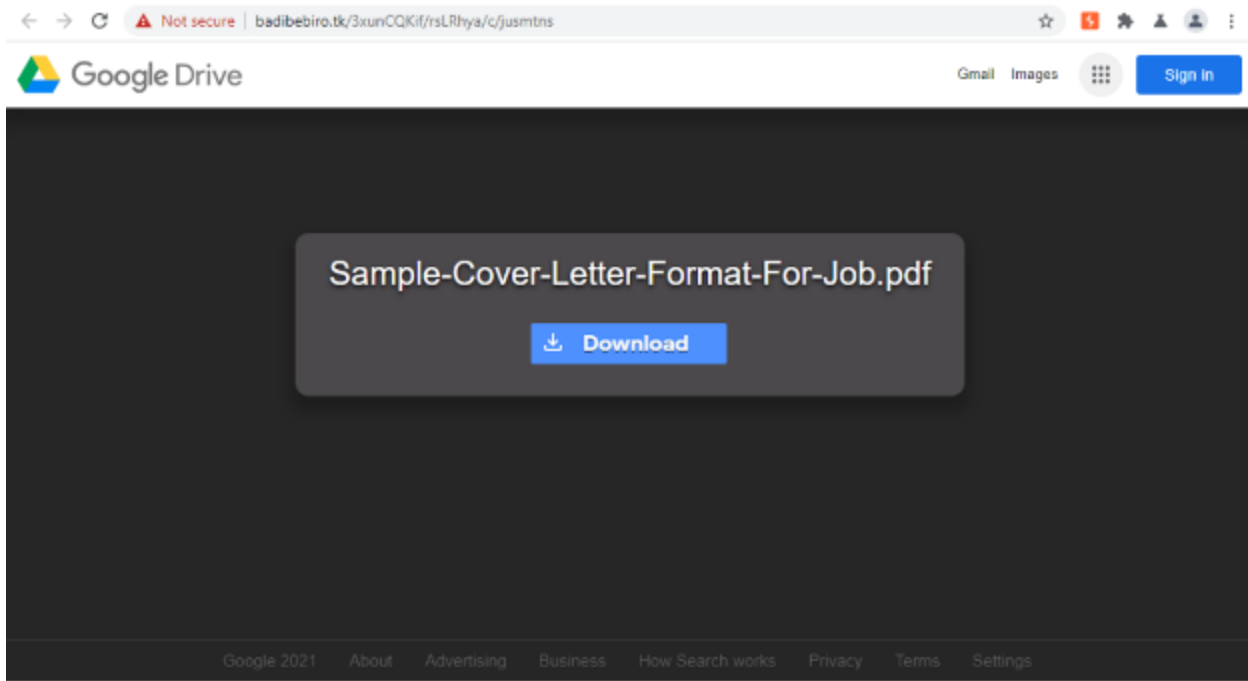 Not secure | badibebiro.tk/3xunCQKif/rsLRhya/c/jusmtns
Google Drive Gmail Images Sign in
Sample-Cover-Letter-Format-For-Job.pdf
Download
Google 2021 About Advertising Business How Search works Privacy Terms Settings